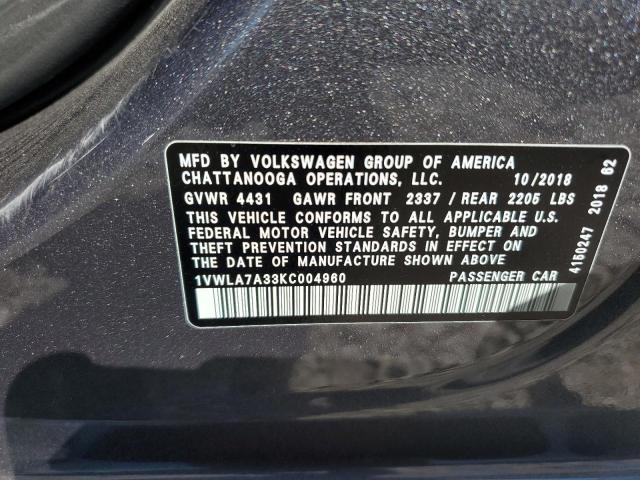 MFD BY VOLKSWAGEN GROUP OF AMERICA
CHATTANOOGA OPERATIONS, LLC. 10/2018
GVWR 4431 GAWR FRONT 2337 / REAR 2205 LBS
THIS VEHICLE CONFORMS TO ALL APPLICABLE U.S.
FEDERAL MOTOR VEHICLE SAFETY, BUMPER AND
THEFT PREVENTION STANDARDS IN EFFECT ON
THE DATE OF MANUFACTURE SHOWN ABOVE
1VWLA7A33KC004960 PASSENGER CAR
4150247 2018 62